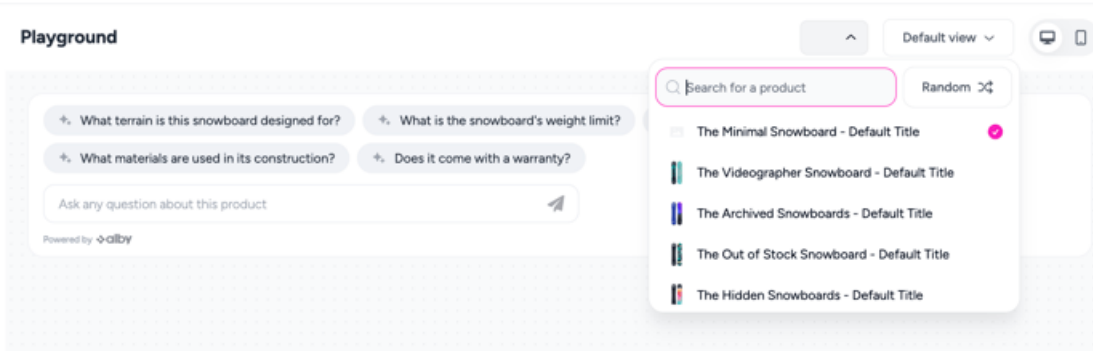 Playground
Default view
Search for a product
Random
What terrain is this snowboard designed for?
What is the snowboard's weight limit?
The Minimal Snowboard - Default Title
What materials are used in its construction?
Does it come with a warranty?
The Videographer Snowboard - Default Title
Ask any question about this product
The Archived Snowboards - Default Title
Powered by alby
The Out of Stock Snowboard - Default Title
The Hidden Snowboards - Default Title